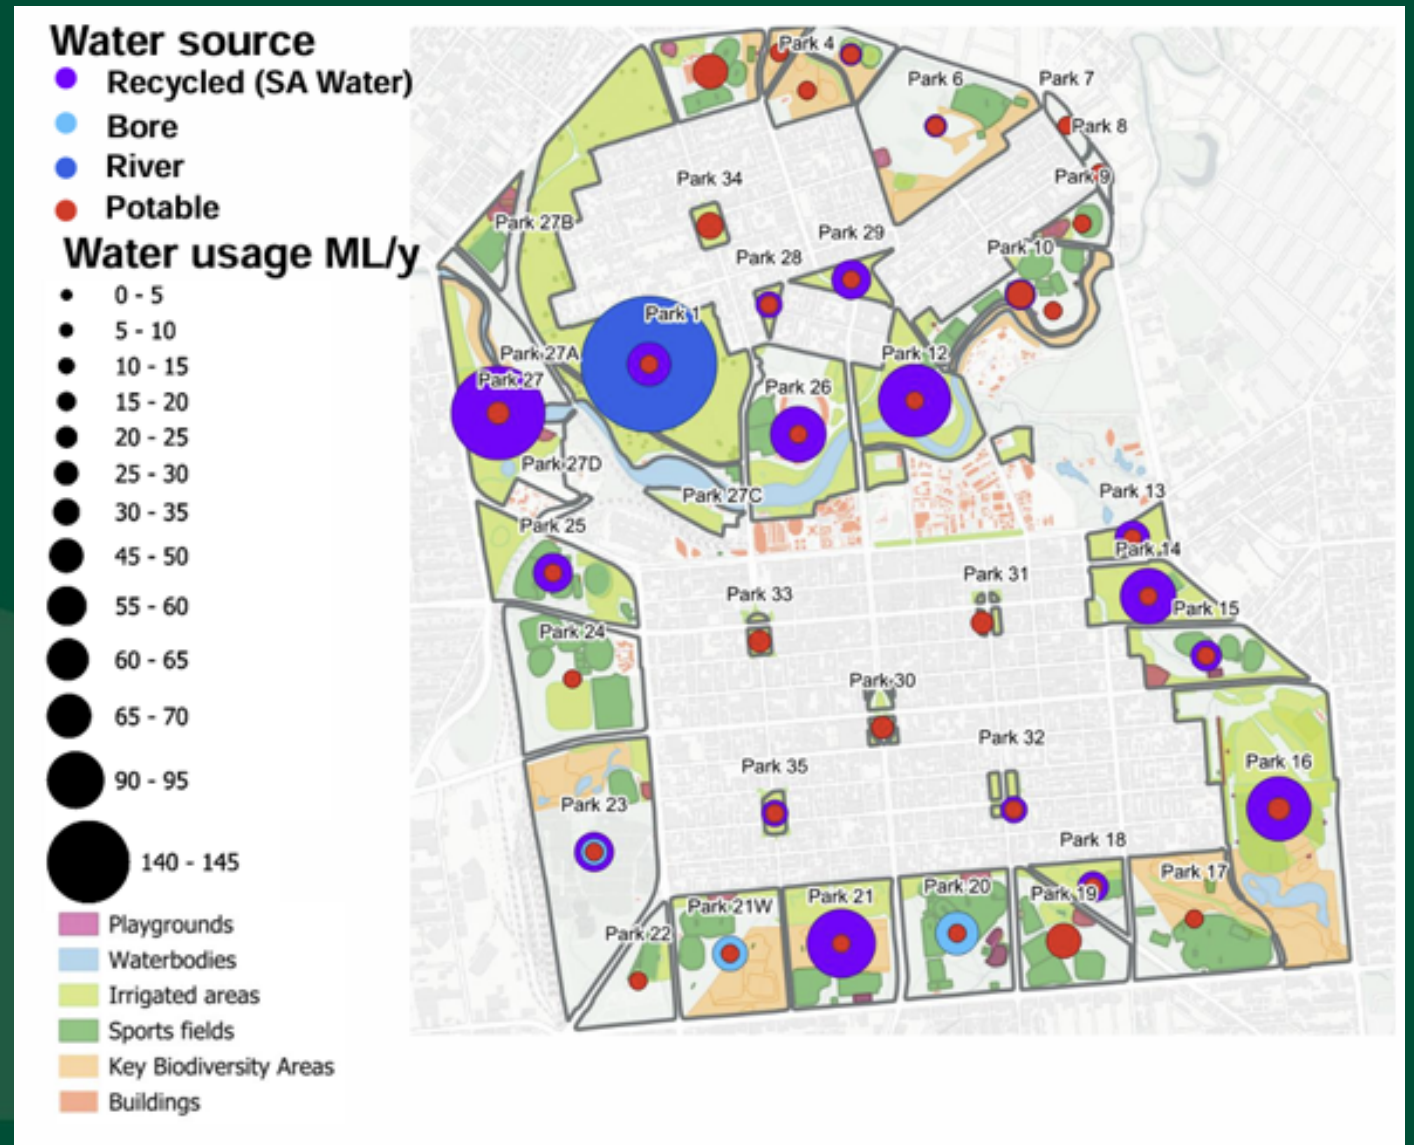 Water source
Recycled (SA Water)
Bore
River
Potable
Water usage ML/y
0 - 5
5 - 10
10 - 15
15 - 20
20 - 25
25 - 30
30 - 35
45 - 50
55 - 60
60 - 65
65 - 70
90 - 95
140 - 145
Playgrounds
Waterbodies
Irrigated areas
Sports fields
Key Biodiversity Areas
Buildings
Park 4
Park 6
Park 7
Park 8
Park 9
Park 34
Park 27B
Park 29
Park 28
Park 10
Park 1
Park 27A
Park 12
Park 27
Park 26
Park 27D
Park 27C
Park 13
Park 25
Park 14
Park 31
Park 33
Park 15
Park 24
Park 30
Park 32
Park 35
Park 16
Park 23
Park 18
Park 17
Park 20
Park 19
Park 21
Park 21W
Park 22